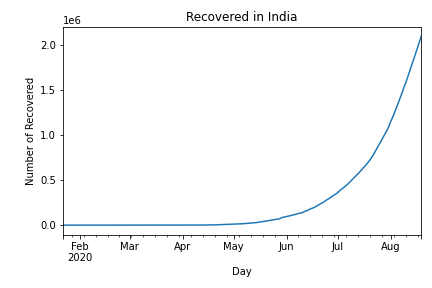 Recovered in India
1e6
2.0
1.5
1.0
0.5
0.0
Number of Recovered
Feb Mar Apr May Jun Jul Aug
2020
Day